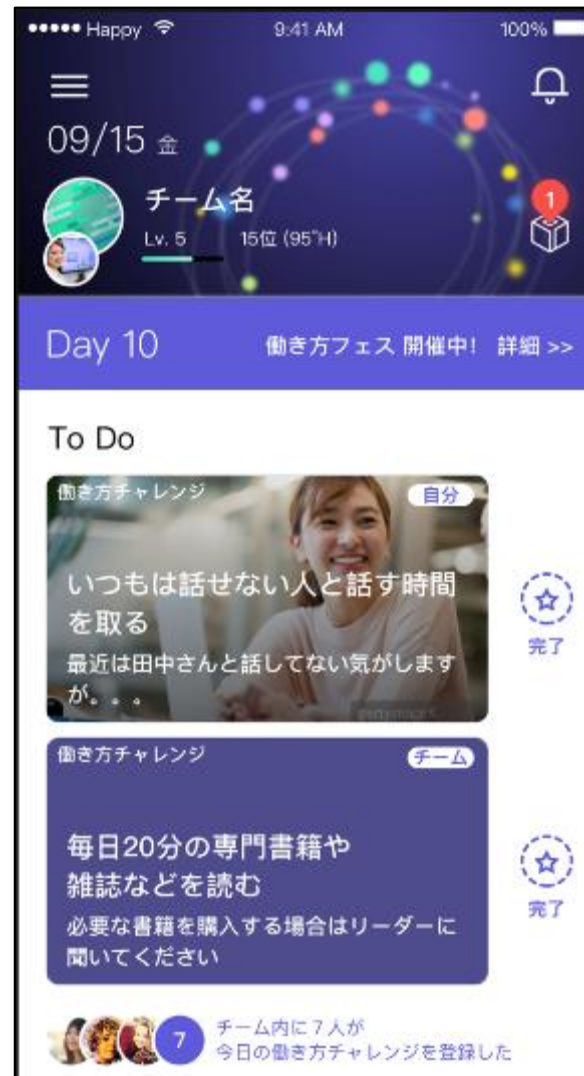 Happy 9:41 AM 100%
09/15 金
チーム名
Lv. 5 15位 (95"H)
1
Day 10 働き方フェス 開催中! 詳細 >>
To Do
働き方チャレンジ 自分
いつもは話せない人と話す時間
を取る
最近は田中さんと話してない気がします
が。。。
完了
働き方チャレンジ チーム
毎日20分の専門書籍や
雑誌などを読む
必要な書籍を購入する場合はリーダーに
聞いてください
完了
7 チーム内に7人が
今日の働き方チャレンジを登録した